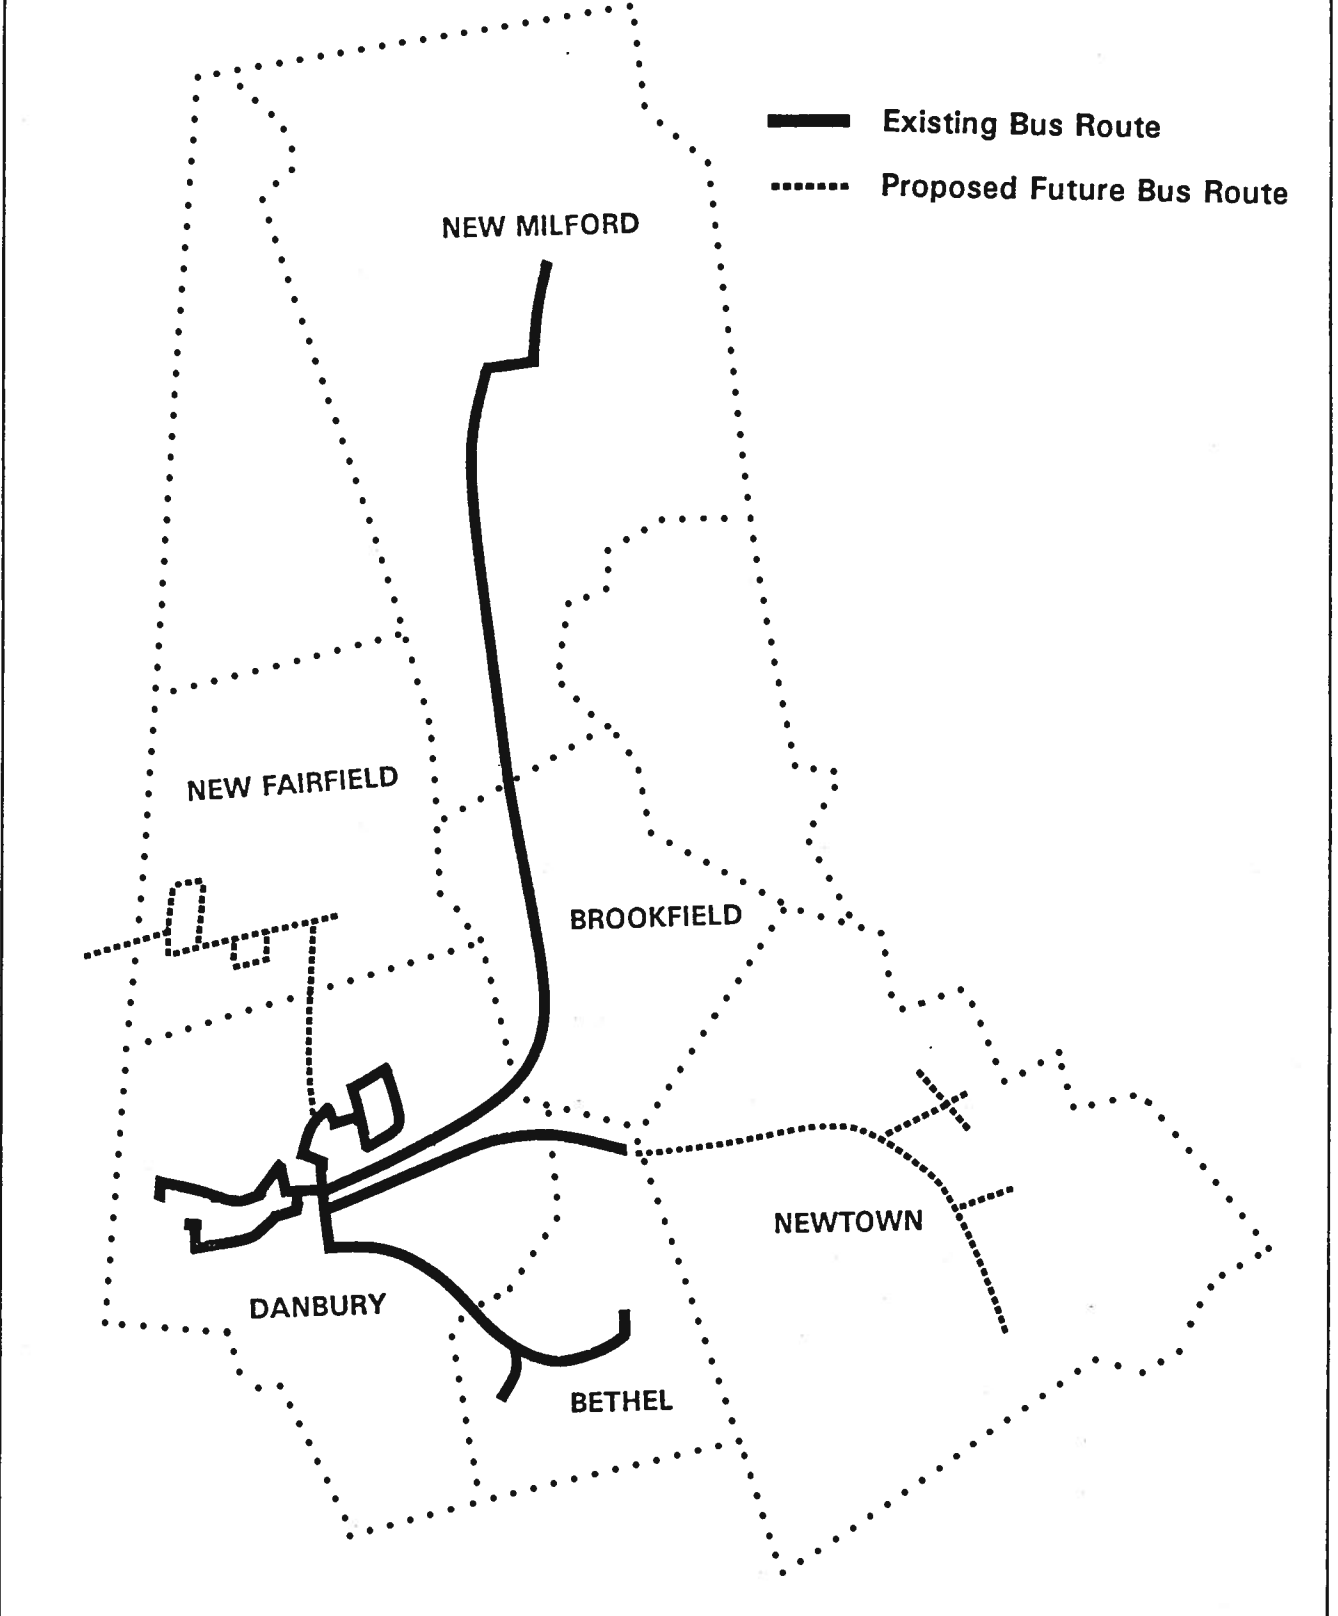 Existing Bus Route
Proposed Future Bus Route
NEW MILFORD
NEW FAIRFIELD
BROOKFIELD
NEWTOWN
DANBURY
BETHEL